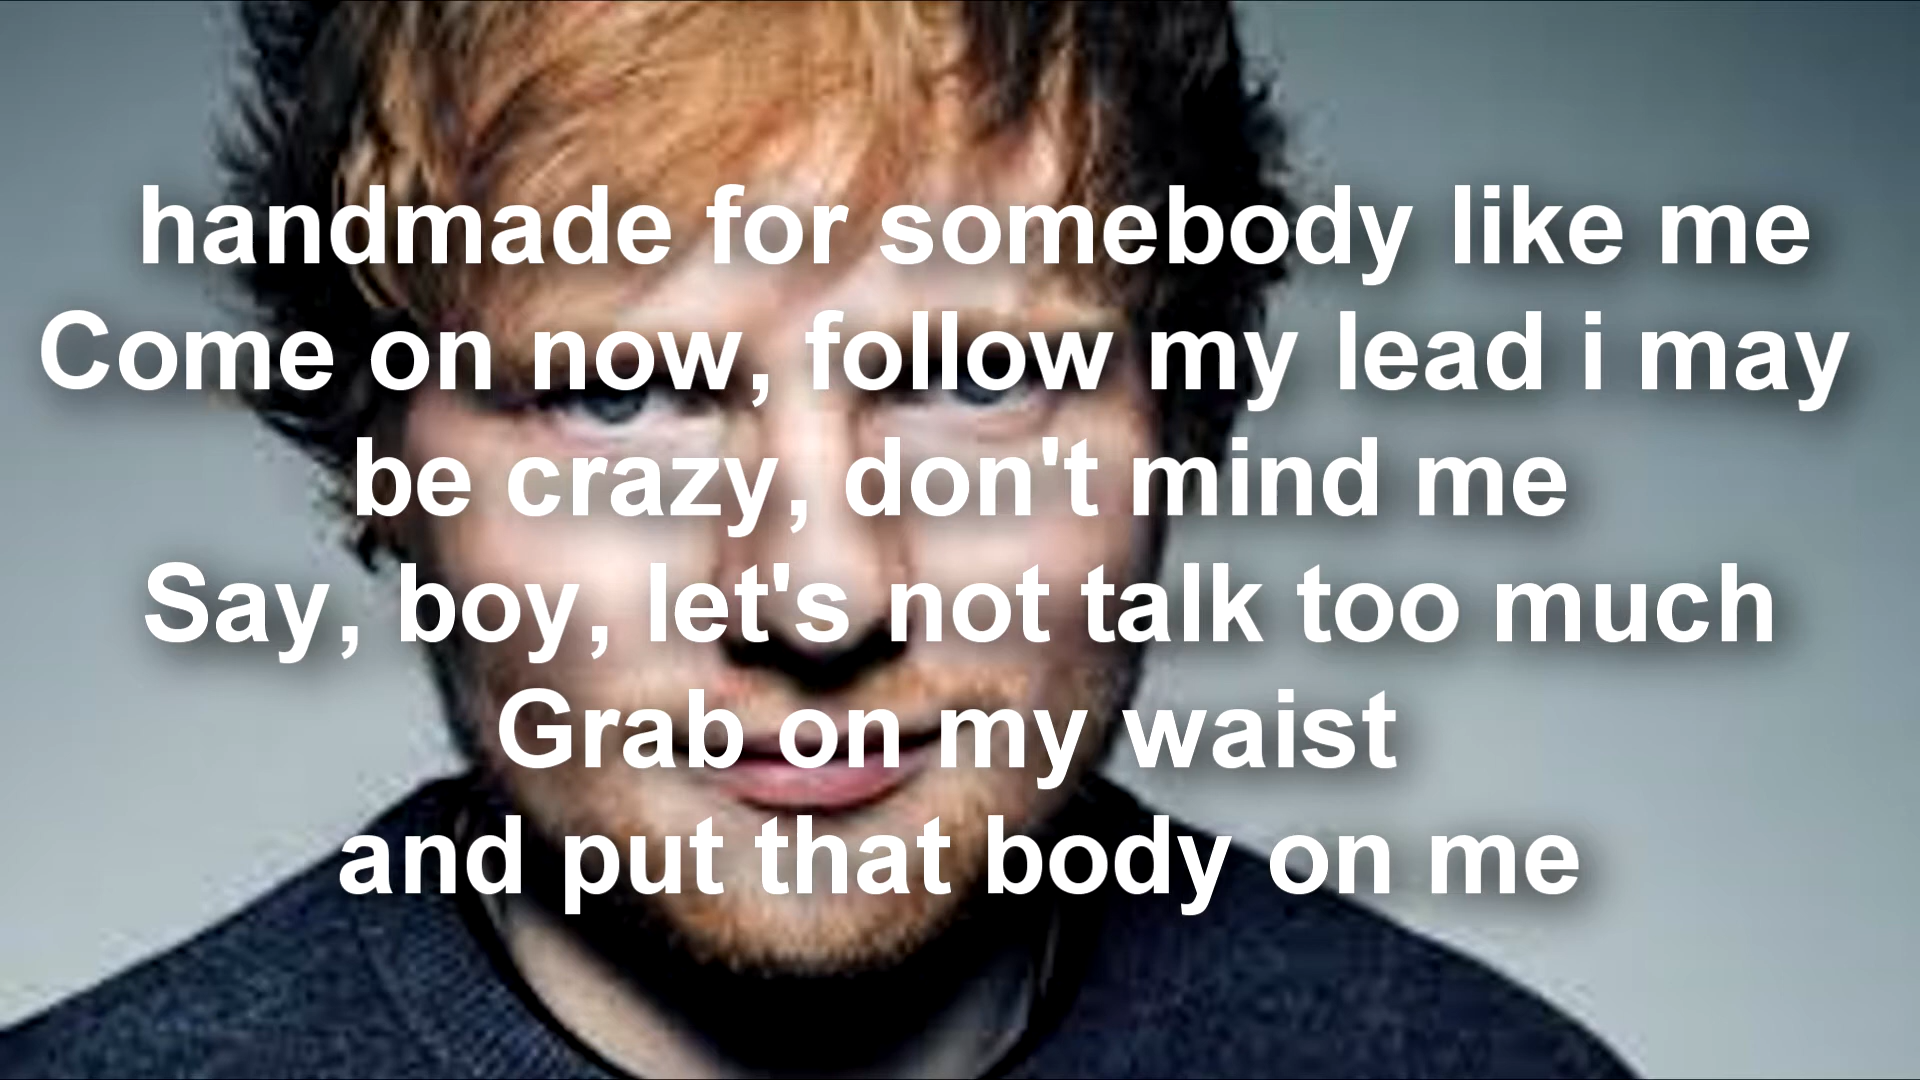 handmade for somebody like me
Come on now, follow my lead i may
be crazy, don't mind me
Say, boy, let's not talk too much
Grab on my waist
and put that body on me